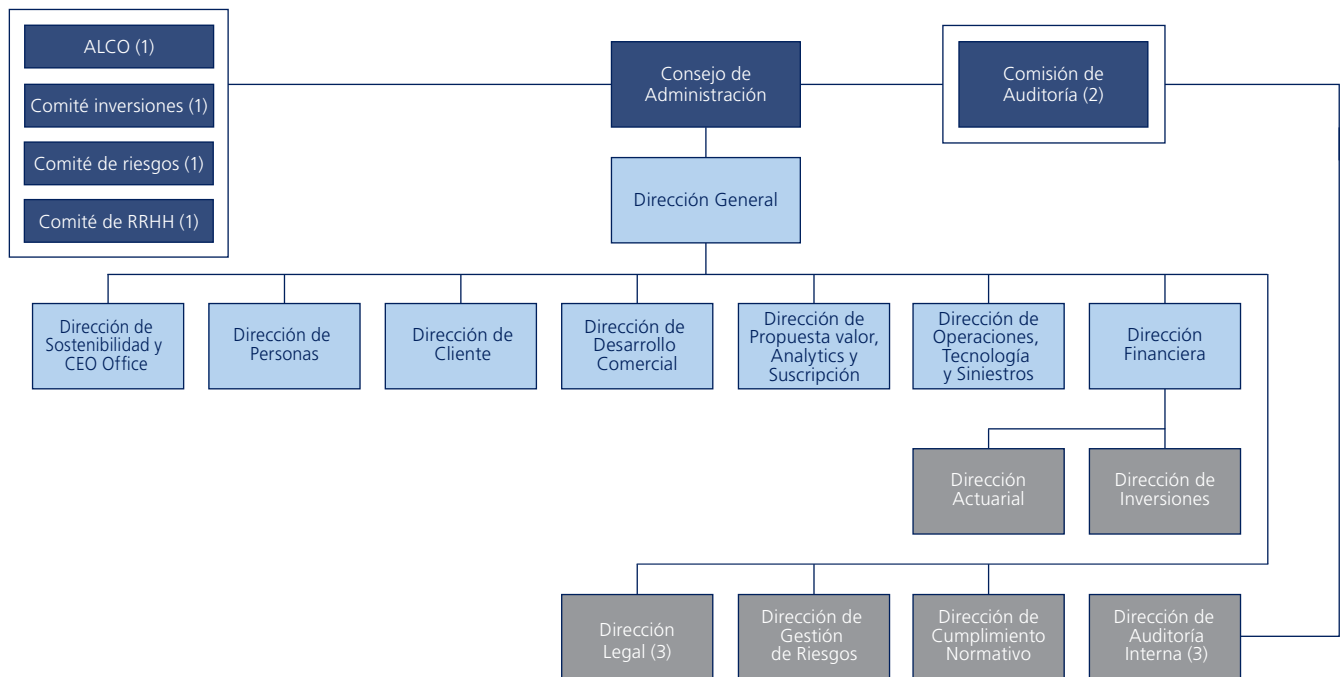 ALCO (1)
Comité inversiones (1)
Comité de riesgos (1)
Comité de RRHH (1)
Consejo de
Administración
Comisión de
Auditoría (2)
Dirección General
Dirección de
Sostenibilidad y
CEO Office
Dirección de
Personas
Dirección de
Cliente
Dirección de
Desarrollo
Comercial
Dirección de
Propuesta valor,
Analytics y
Suscripción
Dirección de
Operaciones,
Tecnología
y Siniestros
Dirección
Financiera
Dirección
Actuarial
Dirección de
Inversiones
Dirección
Legal (3)
Dirección de
Gestión
de Riesgos
Dirección de
Cumplimiento
Normativo
Dirección de
Auditoría
Interna (3)